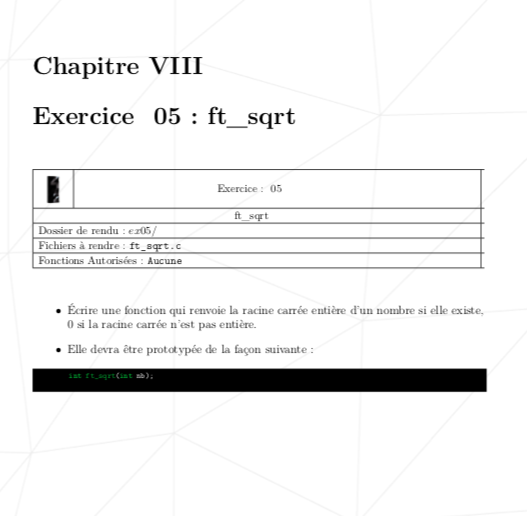 Chapitre VIII
Exercice 05 : ft_sqrt
Exercice : 05
ft_sqrt
Dossier de rendu : ex05/
Fichiers à rendre : ft_sqrt.c
Fonctions Autorisées : Aucune
• Écrire une fonction qui renvoie la racine carrée entière d'un nombre si elle existe,
0 si la racine carrée n'est pas entière.
• Elle devra être prototypée de la façon suivante :
int ft_sqrt(int nb);